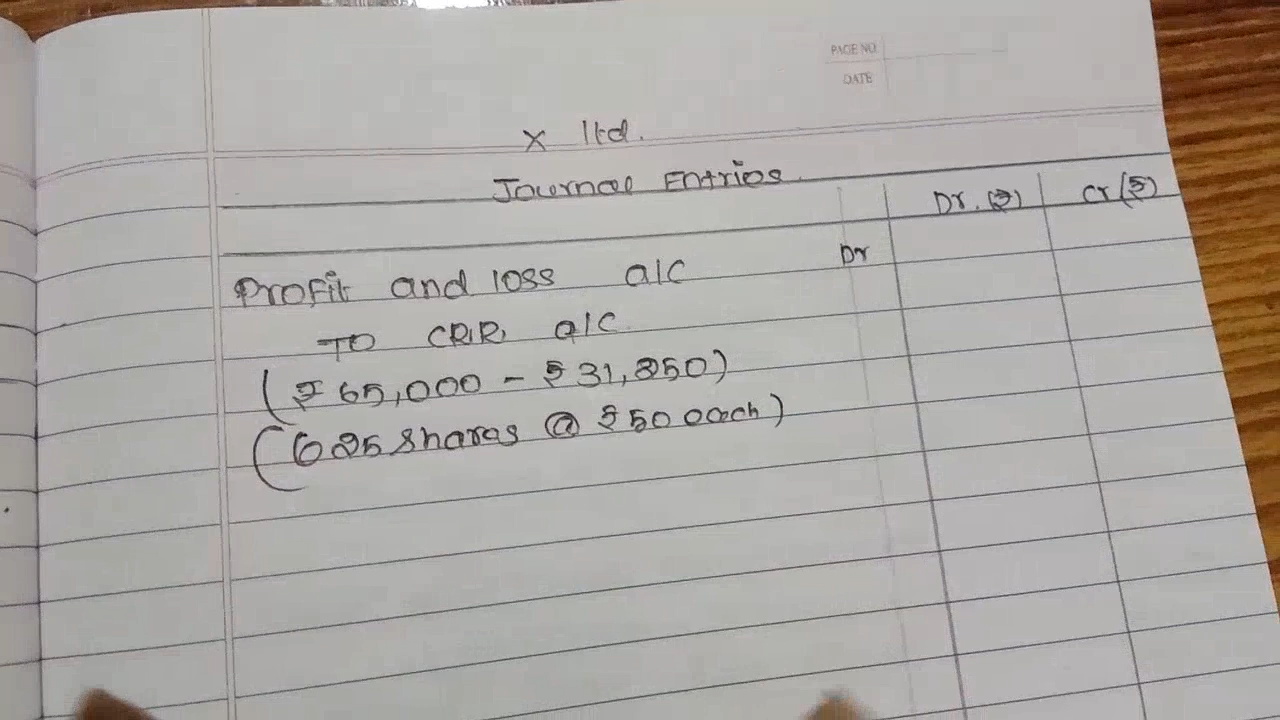 PAGE NO.
DATE
X ltd.
Journal Entries
Dr. (₹) Cr (₹)
Profit and loss a/c Dr
TO CRR a/c
(₹ 65,000 - ₹ 31,250)
(625 shares @ ₹ 50 each)